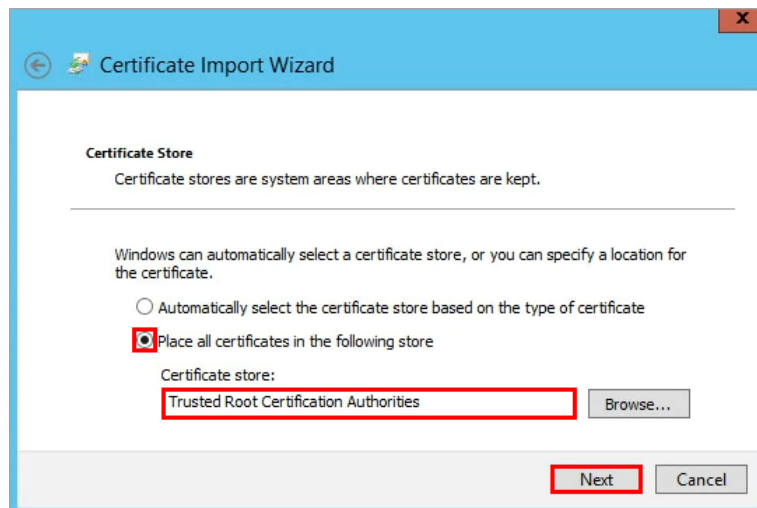 x
Certificate Import Wizard
Certificate Store
Certificate stores are system areas where certificates are kept.
Windows can automatically select a certificate store, or you can specify a location for
the certificate.
Automatically select the certificate store based on the type of certificate
Place all certificates in the following store
Certificate store:
Trusted Root Certification Authorities
Browse...
Next
Cancel